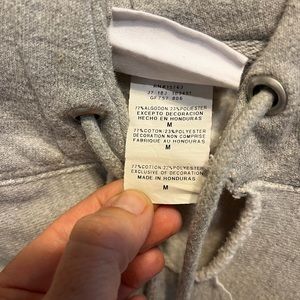 77%ALGODON-23%POLIESTER
EXCEPTO DECORACION
HECHO EN HONDURAS
M
77%COTON-23%POLYESTER
DECORATION NON COMPRISE
FABRIQUE AU HONDURAS
M
77%COTTON-23%POLYESTER
EXCLUSIVE OF DECORATION
MADE IN HONDURAS
M